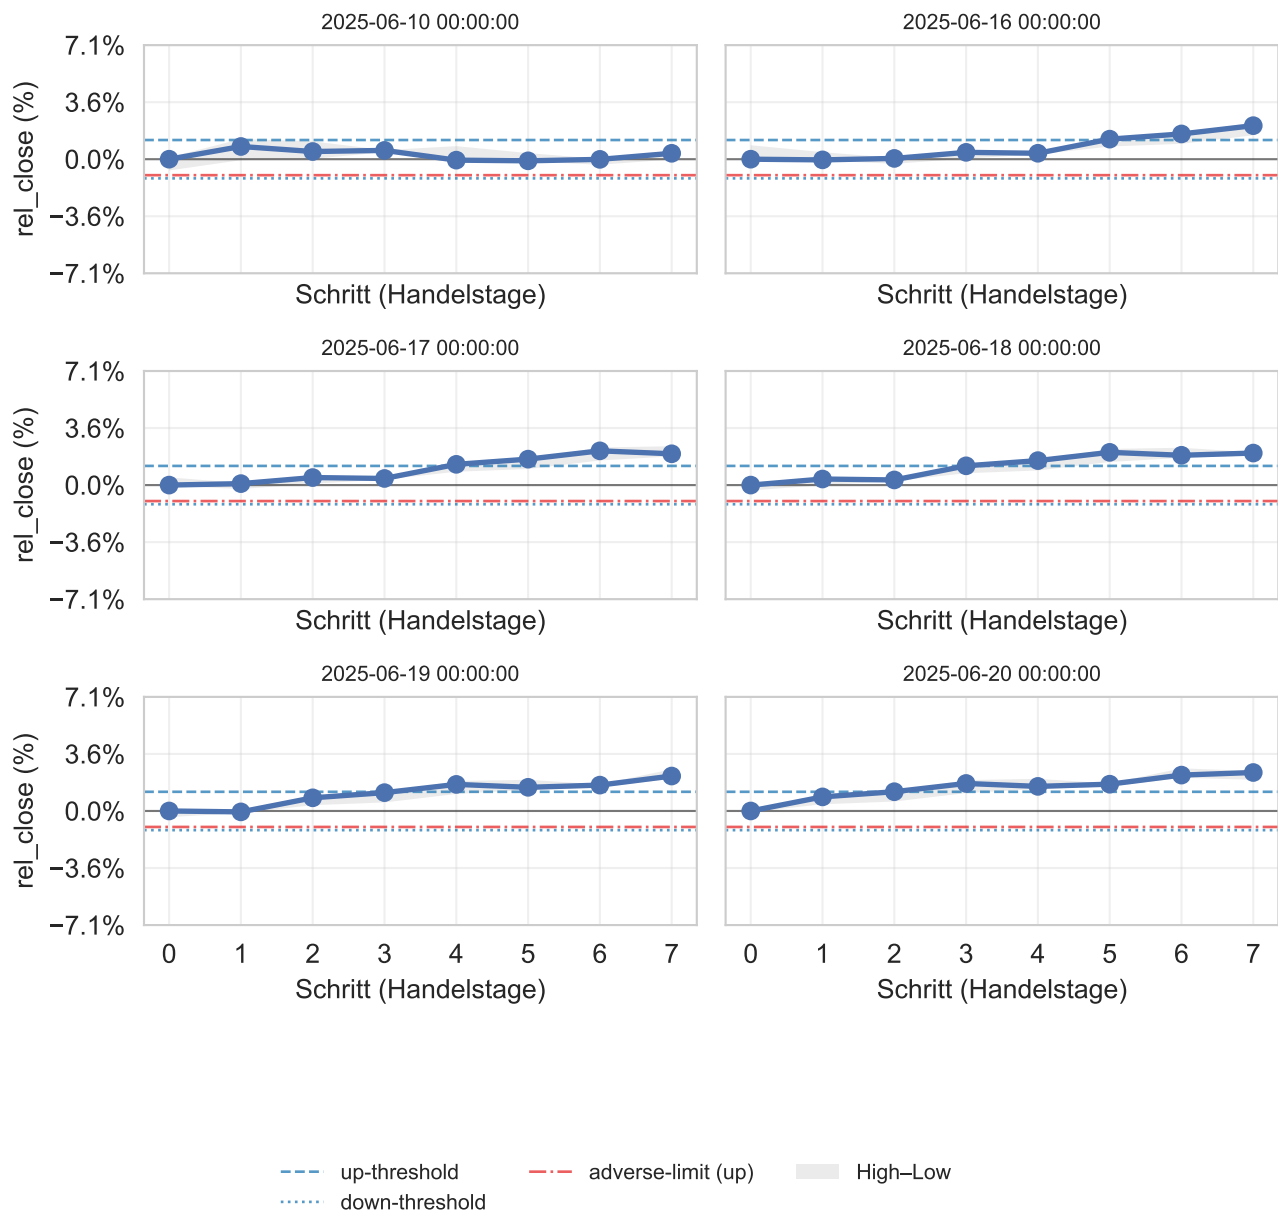 2025-06-10 00:00:00
2025-06-16 00:00:00
7.1%
3.6%
0.0%
−3.6%
−7.1%
rel_close (%)
Schritt (Handelstage)
Schritt (Handelstage)
2025-06-17 00:00:00
2025-06-18 00:00:00
7.1%
3.6%
0.0%
−3.6%
−7.1%
rel_close (%)
Schritt (Handelstage)
Schritt (Handelstage)
2025-06-19 00:00:00
2025-06-20 00:00:00
7.1%
3.6%
0.0%
−3.6%
−7.1%
rel_close (%)
0 1 2 3 4 5 6 7
0 1 2 3 4 5 6 7
Schritt (Handelstage)
Schritt (Handelstage)
up-threshold
down-threshold
adverse-limit (up)
High–Low